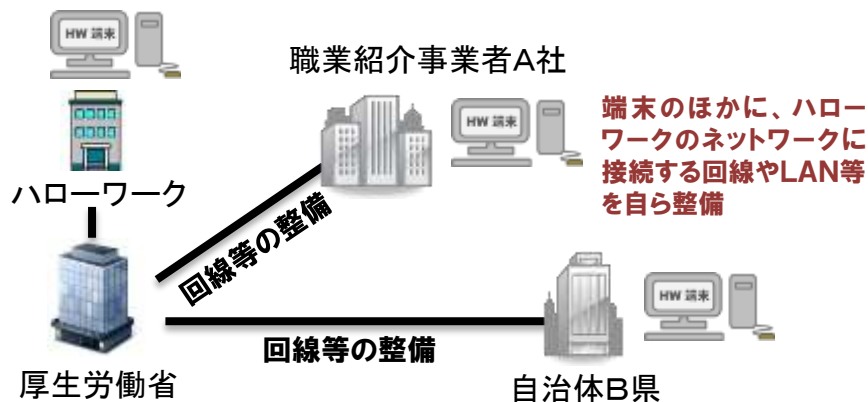 HW 端末
職業紹介事業者A社
HW 端末
端末のほかに、ハロー
ワークのネットワークに
接続する回線やLAN等
を自ら整備
ハローワーク
回線等の整備
HW 端末
回線等の整備
厚生労働省
自治体B県